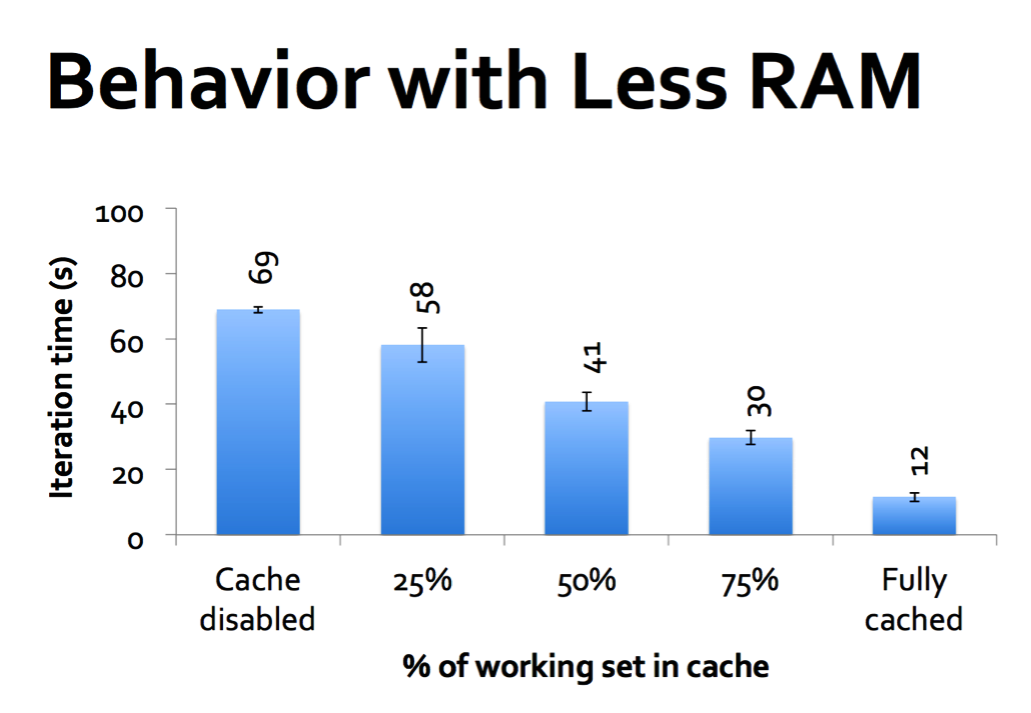 Behavior with Less RAM
Iteration time (s)
100
80
60
40
20
0
69
58
41
30
12
Cache
disabled
25%
50%
75%
Fully
cached
% of working set in cache